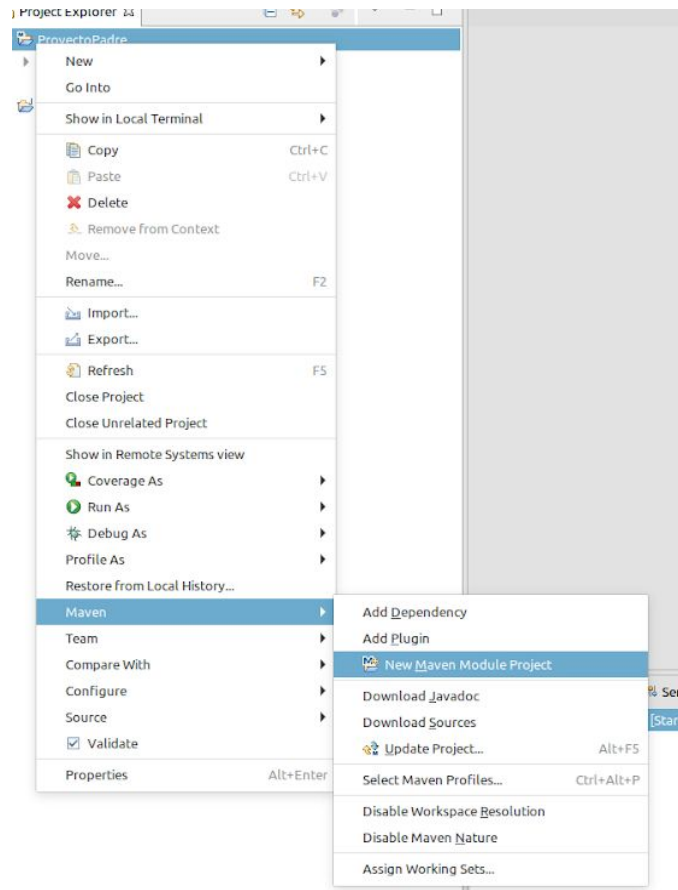 Project Explorer
ProyectoPadre
New
Go Into
Show in Local Terminal
Copy Ctrl+C
Paste Ctrl+V
Delete
Remove from Context
Move...
Rename... F2
Import...
Export...
Refresh F5
Close Project
Close Unrelated Project
Show in Remote Systems view
Coverage As
Run As
Debug As
Profile As
Restore from Local History...
Maven
Team
Compare With
Configure
Source
Validate
Properties Alt+Enter
Add Dependency
Add Plugin
New Maven Module Project
Download Javadoc
Download Sources
Update Project... Alt+F5
Select Maven Profiles... Ctrl+Alt+P
Disable Workspace Resolution
Disable Maven Nature
Assign Working Sets...
Ser
[Star